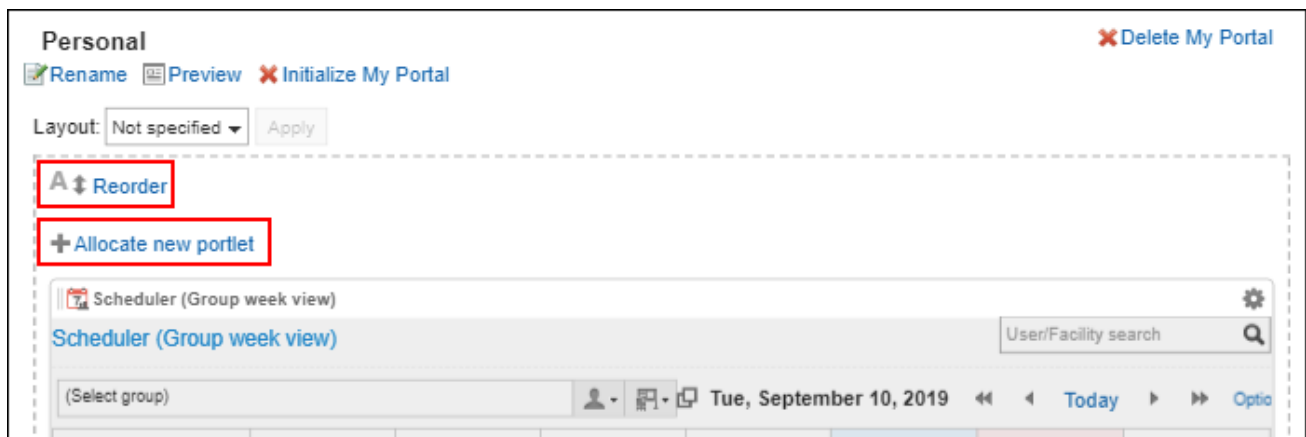 Personal
Delete My Portal
Rename Preview Initialize My Portal
Layout: Not specified Apply
A Reorder
Allocate new portlet
Scheduler (Group week view)
Scheduler (Group week view)
User/Facility search
(Select group)
Tue, September 10, 2019
Today
Optio